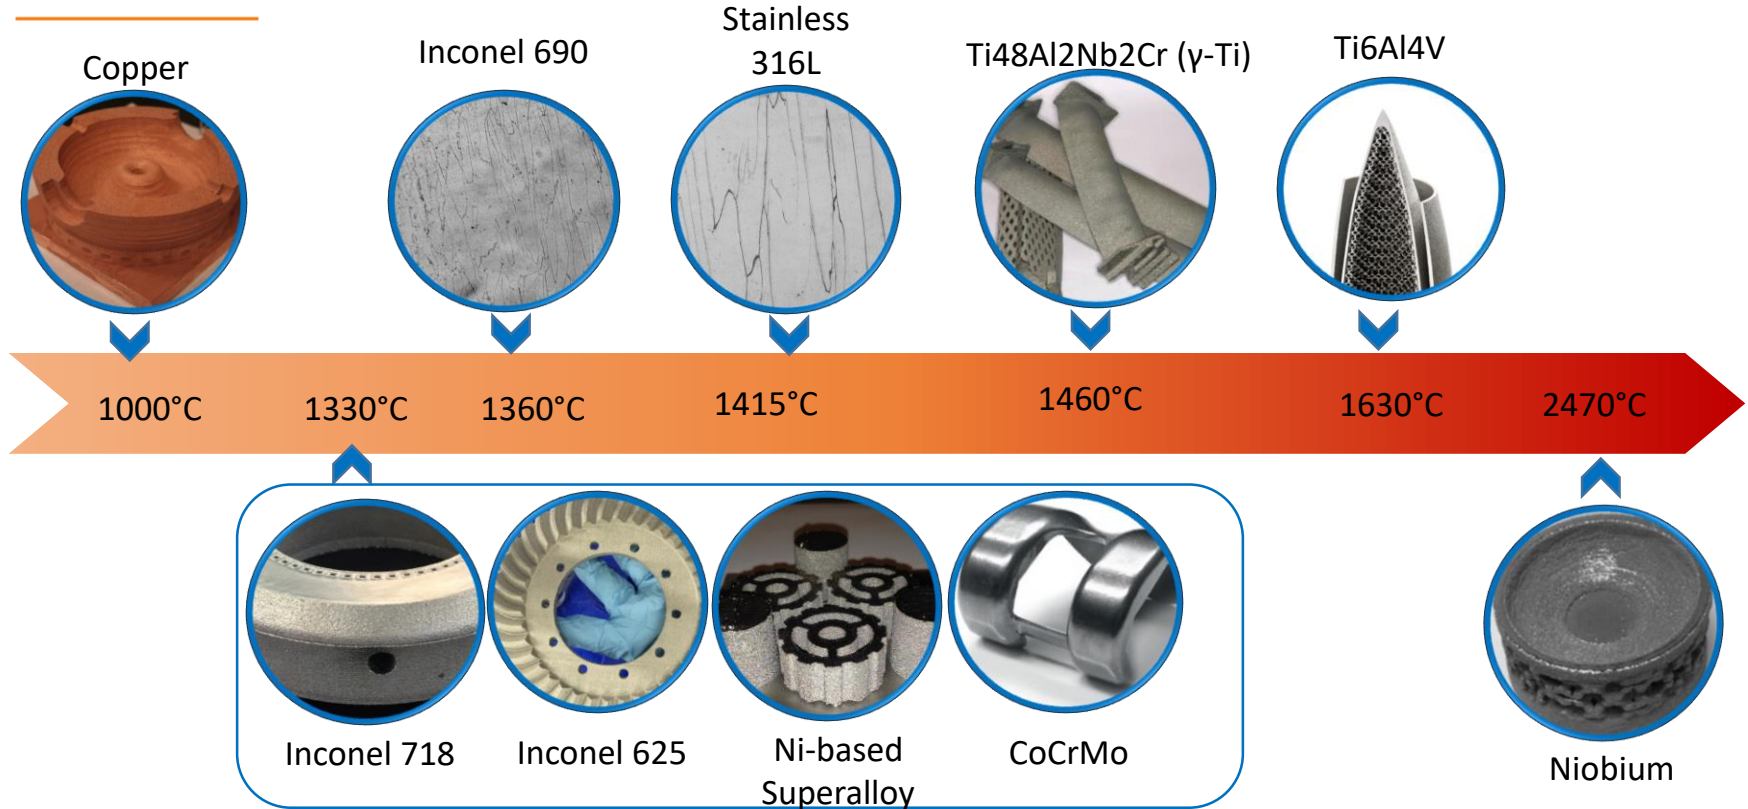 Copper
Inconel 690
Stainless
316L
Ti48Al2Nb2Cr (γ-Ti)
Ti6Al4V
1000°C
1330°C
1360°C
1415°C
1460°C
1630°C
2470°C
Inconel 718
Inconel 625
Ni-based
Superalloy
CoCrMo
Niobium